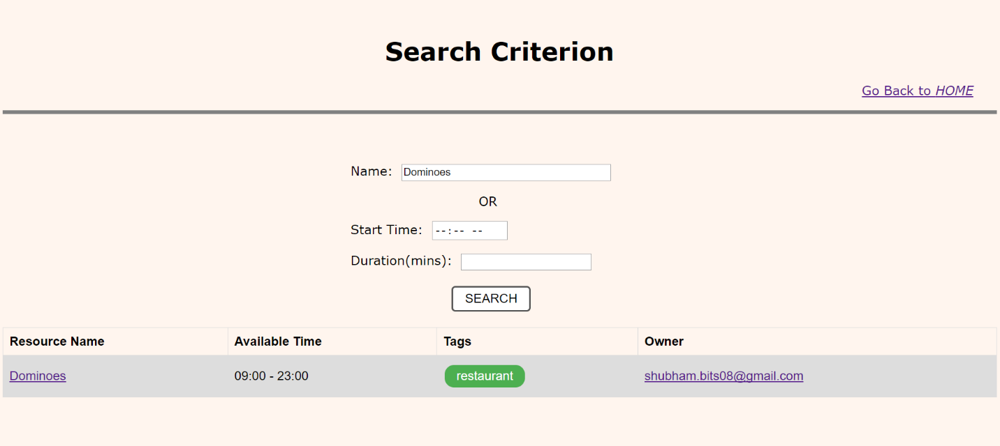 Search Criterion
Go Back to HOME
Name: Dominoes
OR
Start Time: --:-- --
Duration(mins):
SEARCH
Resource Name Available Time Tags Owner
Dominoes 09:00 - 23:00 restaurant shubham.bits08@gmail.com